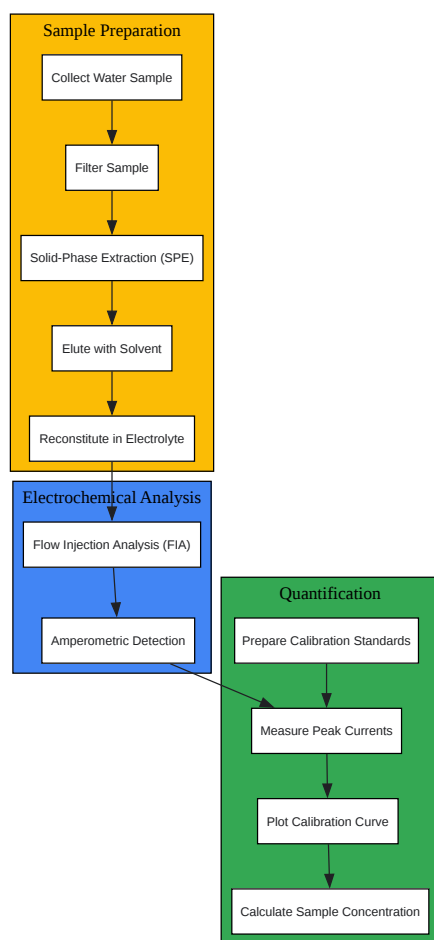 Sample Preparation
Collect Water Sample
Filter Sample
Solid-Phase Extraction (SPE)
Elute with Solvent
Reconstitute in Electrolyte
Electrochemical Analysis
Flow Injection Analysis (FIA)
Amperometric Detection
Quantification
Prepare Calibration Standards
Measure Peak Currents
Plot Calibration Curve
Calculate Sample Concentration